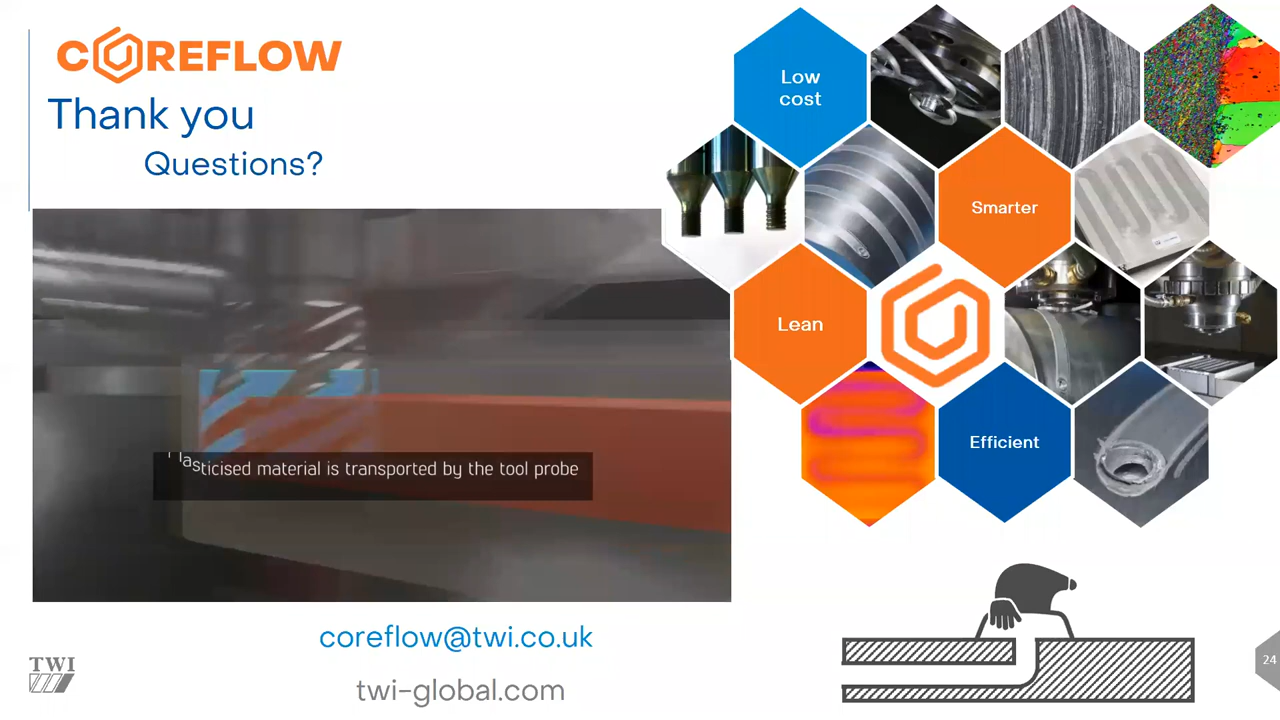 COREFLOW
Thank you
Questions?
Low
cost
Smarter
Lean
Efficient
Plasticised material is transported by the tool probe
coreflow@twi.co.uk
twi-global.com
TWI
24